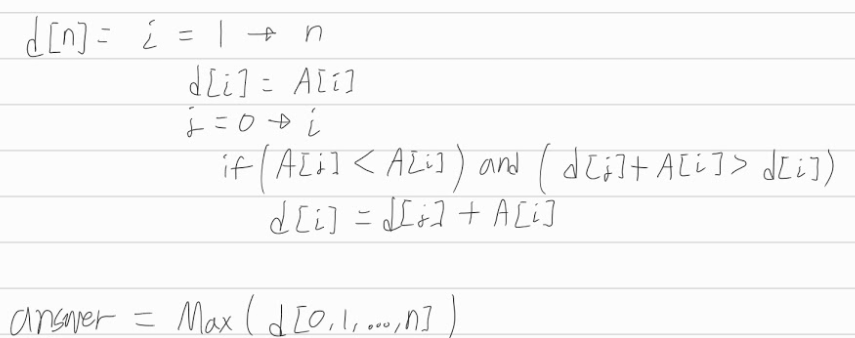 d[n] = i = 1 → n
d[i] = A[i]
j = 0 → i
if (A[j] < A[i]) and (d[j] + A[i] > d[i])
d[i] = d[j] + A[i]
answer = Max(d[0,1,...,n])